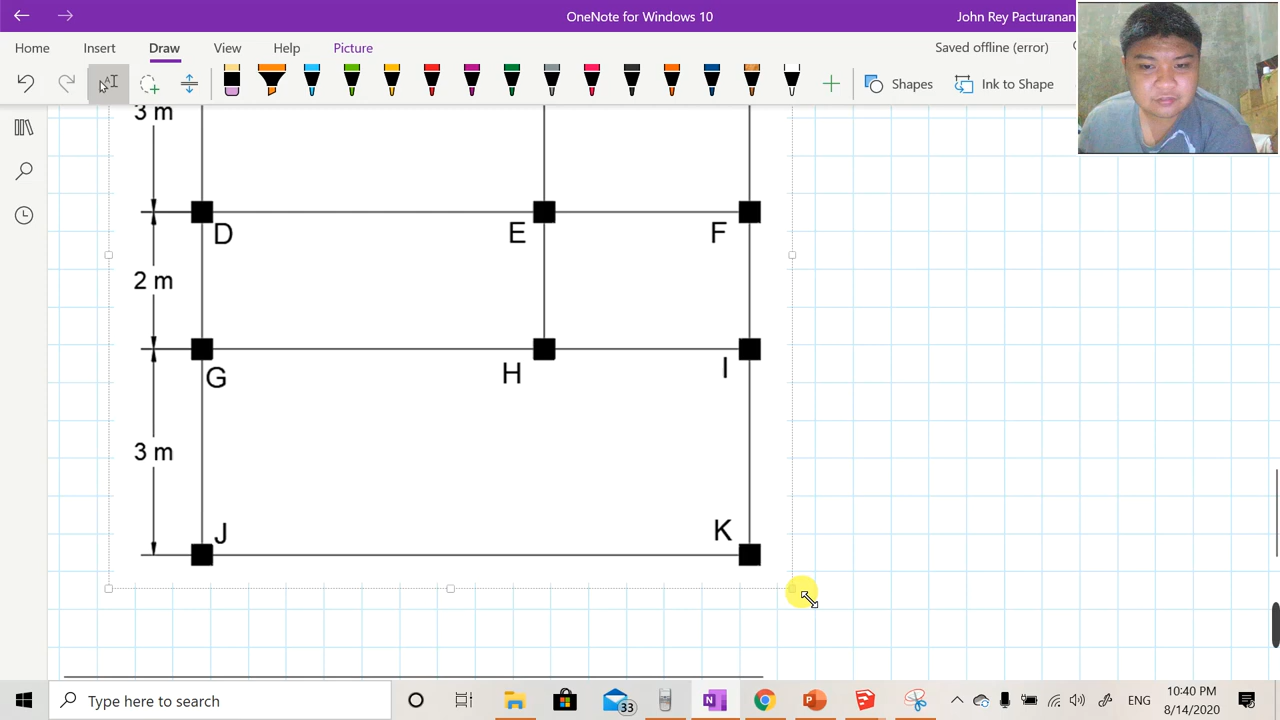 OneNote for Windows 10
John Rey Pacturanan
Home Insert Draw View Help Picture
Saved offline (error)
Shapes
Ink to Shape
3 m
D E F
2 m
G H I
3 m
J K
Type here to search
33
ENG
10:40 PM
8/14/2020